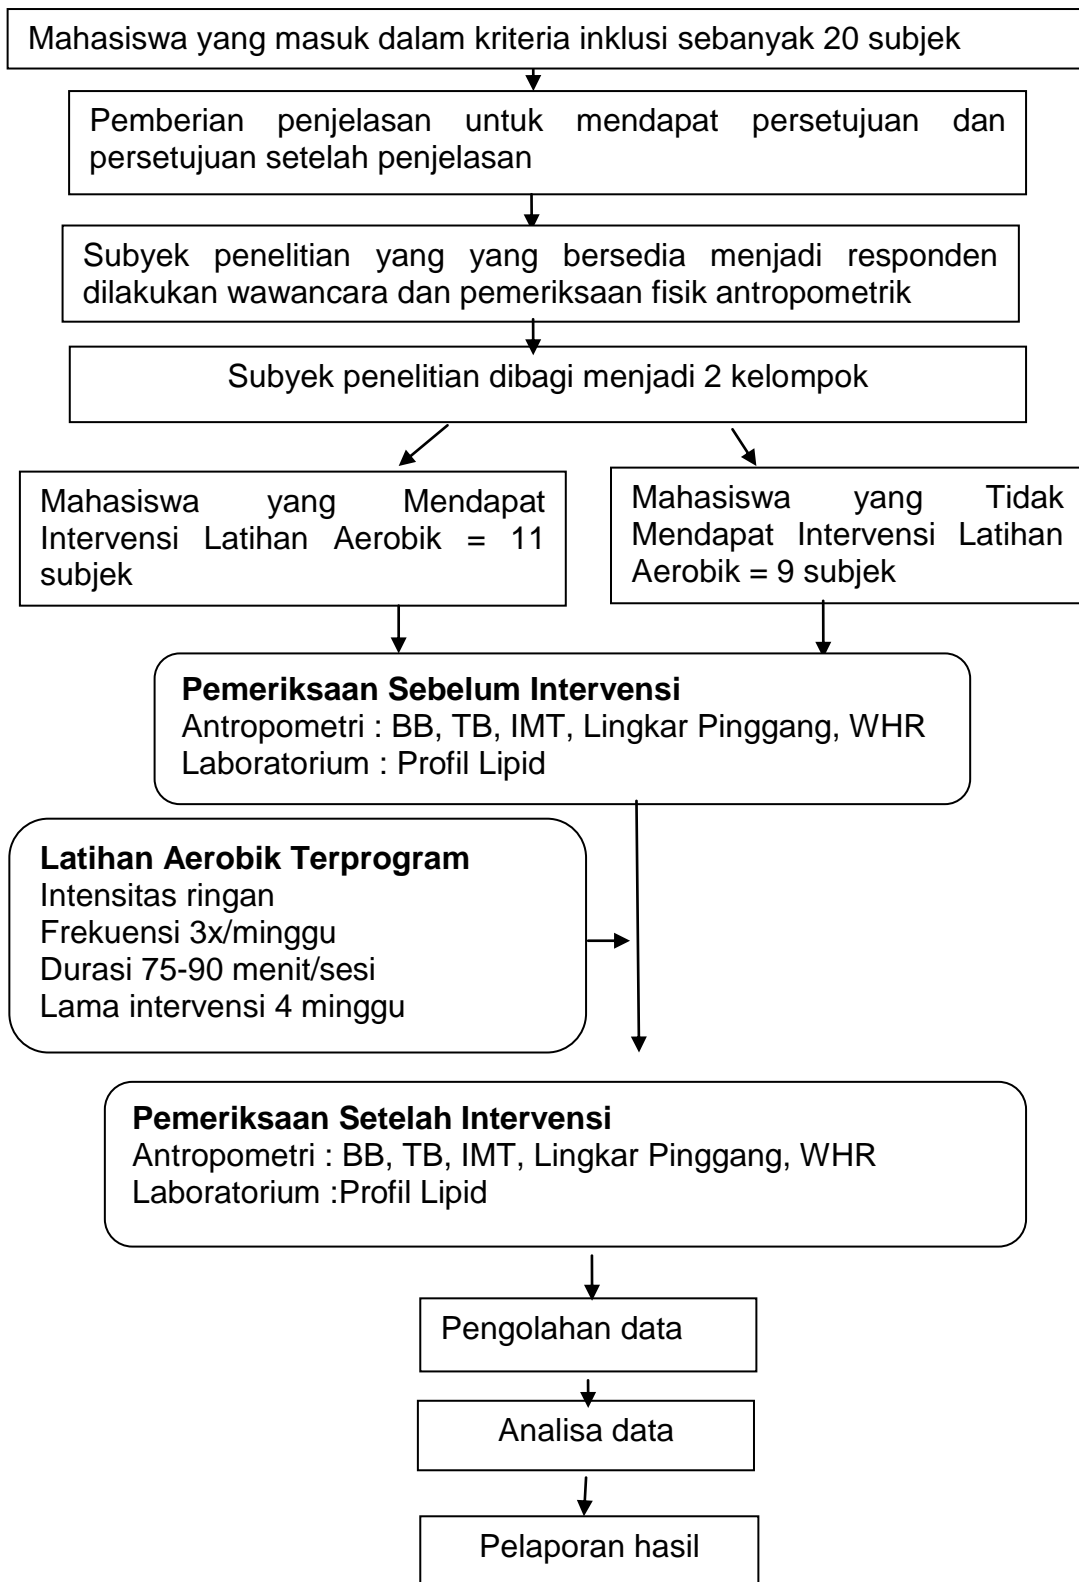 Mahasiswa yang masuk dalam kriteria inklusi sebanyak 20 subjek
Pemberian penjelasan untuk mendapat persetujuan dan
persetujuan setelah penjelasan
Subyek penelitian yang yang bersedia menjadi responden
dilakukan wawancara dan pemeriksaan fisik antropometrik
Subyek penelitian dibagi menjadi 2 kelompok
Mahasiswa yang Mendapat
Intervensi Latihan Aerobik = 11
subjek
Mahasiswa yang Tidak
Mendapat Intervensi Latihan
Aerobik = 9 subjek
Pemeriksaan Sebelum Intervensi
Antropometri : BB, TB, IMT, Lingkar Pinggang, WHR
Laboratorium : Profil Lipid
Latihan Aerobik Terprogram
Intensitas ringan
Frekuensi 3x/minggu
Durasi 75-90 menit/sesi
Lama intervensi 4 minggu
Pemeriksaan Setelah Intervensi
Antropometri : BB, TB, IMT, Lingkar Pinggang, WHR
Laboratorium :Profil Lipid
Pengolahan data
Analisa data
Pelaporan hasil